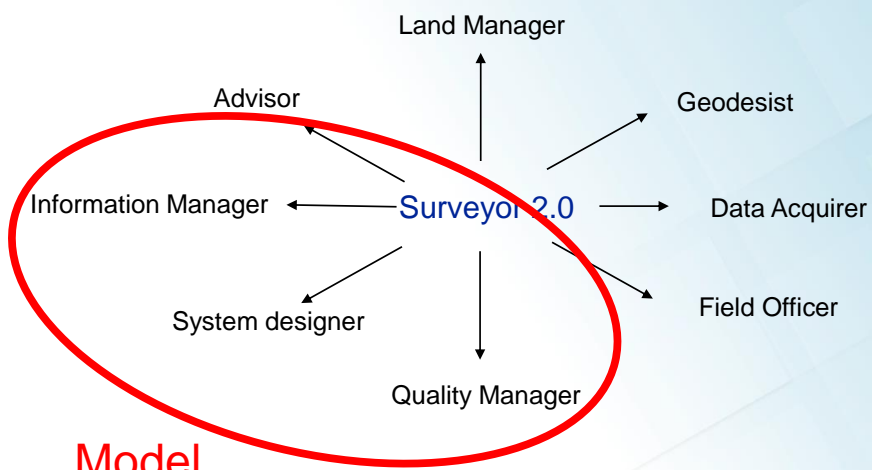 Land Manager
Advisor
Geodesist
Information Manager
Surveyor 2.0
Data Acquirer
Field Officer
System designer
Quality Manager
Model